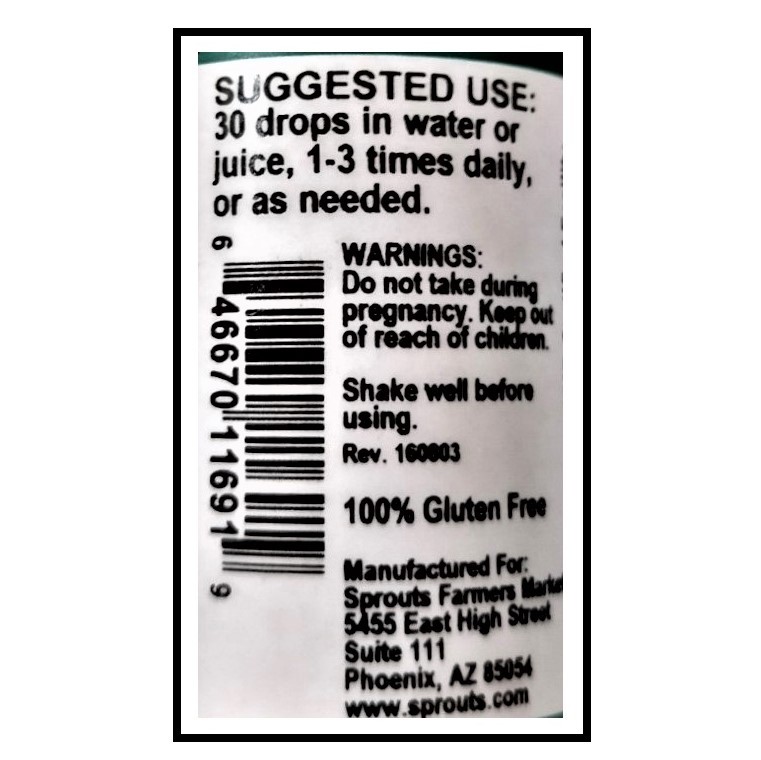 SUGGESTED USE:
30 drops in water or
juice, 1-3 times daily,
or as needed.
6 46670 11691 9
WARNINGS:
Do not take during
pregnancy. Keep out
of reach of children.
Shake well before
using.
Rev. 160803
100% Gluten Free
Manufactured For:
Sprouts Farmers Market
5455 East High Street
Suite 111
Phoenix, AZ 85054
www.sprouts.com